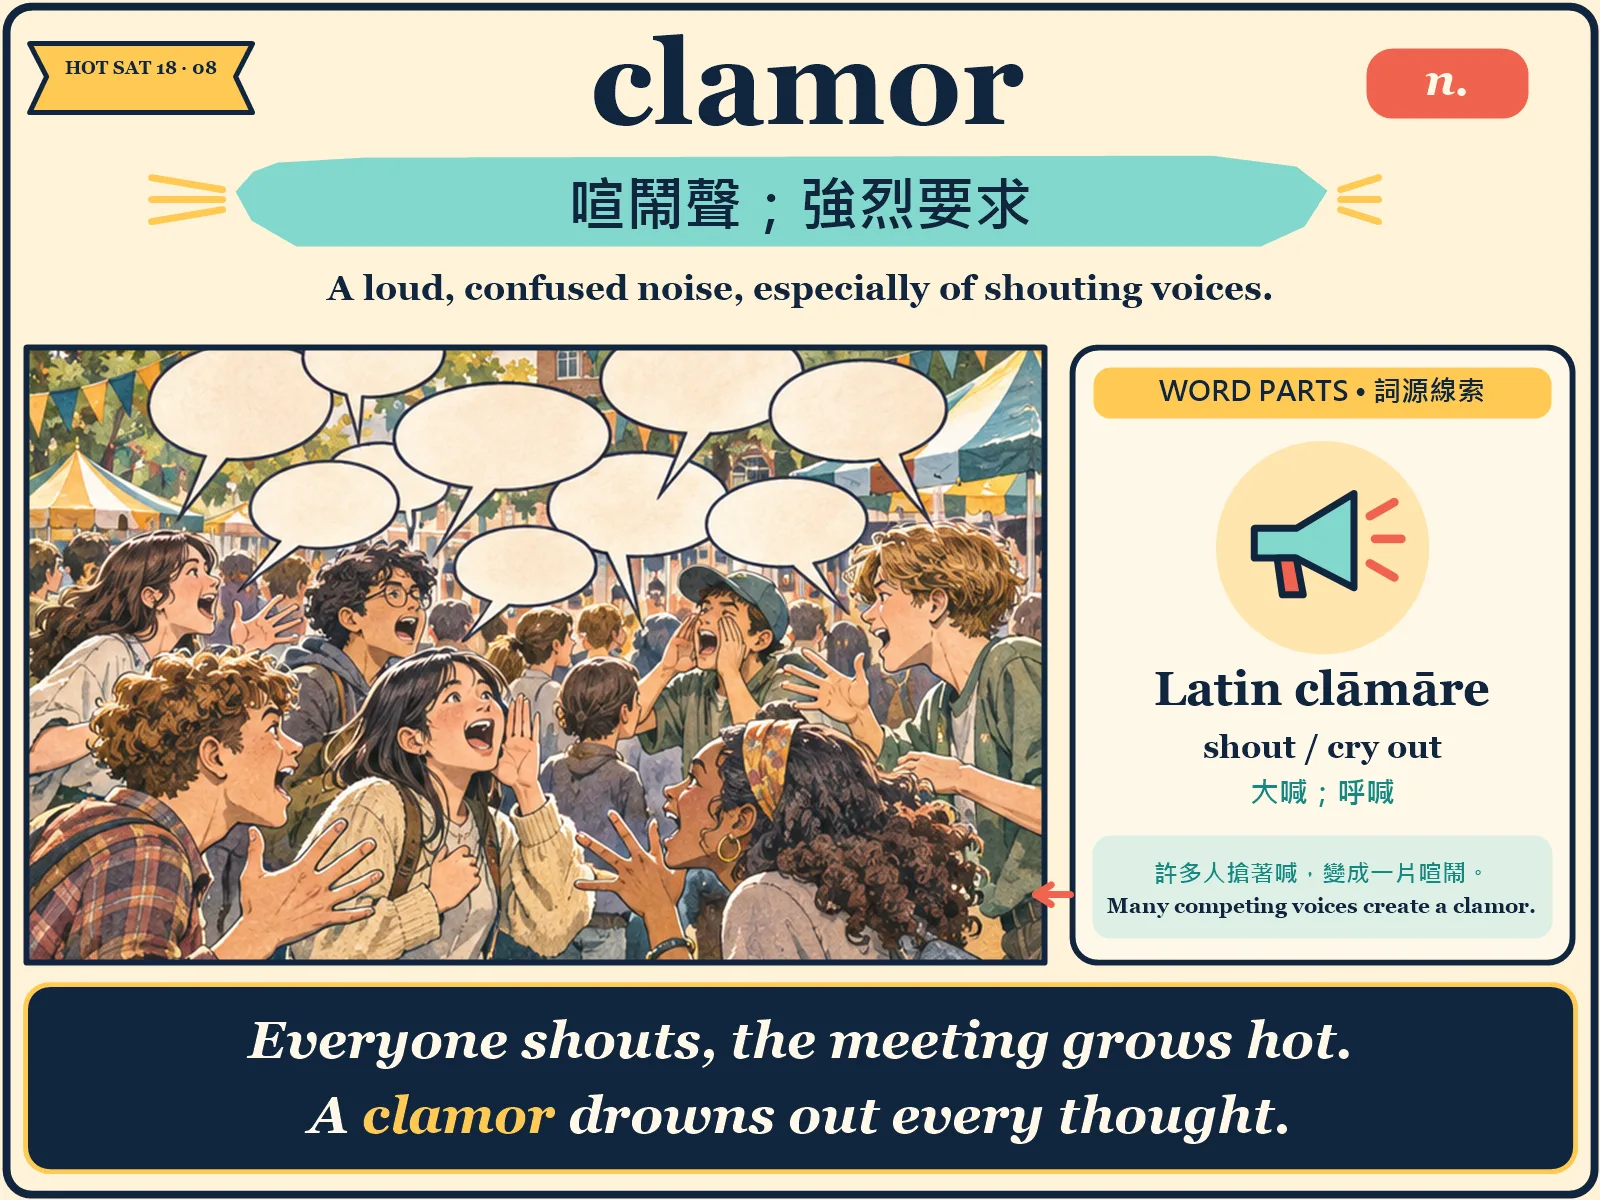 HOT SAT 18 · 08
clamor
n.
喧鬧聲；強烈要求
A loud, confused noise, especially of shouting voices.
WORD PARTS • 詞源線索
Latin clāmāre
shout / cry out
大喊；呼喊
許多人搶著喊，變成一片喧鬧。
Many competing voices create a clamor.
Everyone shouts, the meeting grows hot.
A clamor drowns out every thought.